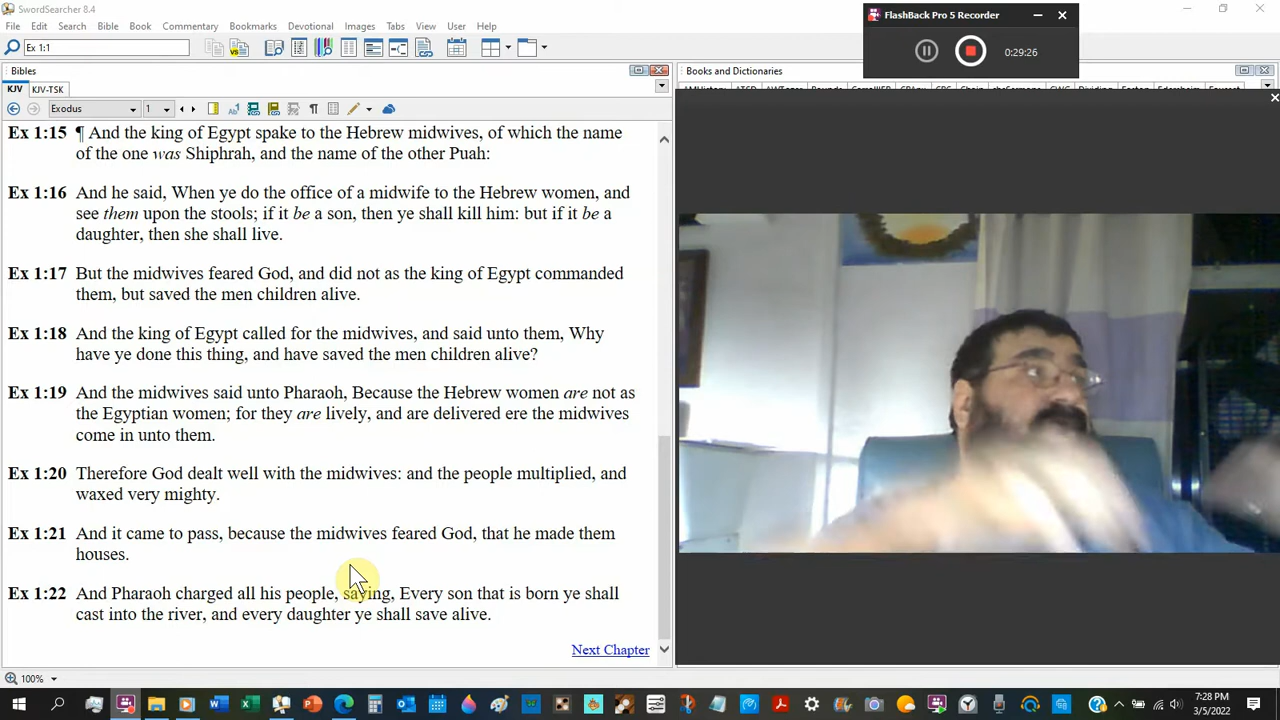 SwordSearcher 8.4
FlashBack Pro 5 Recorder
File Edit Search Bible Book Commentary Bookmarks Devotional Images Tabs View User Help
Ex 1:1
0:29:26
Bibles
Books and Dictionaries
KJV KJV-TSK
Exodus 1
Ex 1:15 ¶ And the king of Egypt spake to the Hebrew midwives, of which the name
of the one was Shiphrah, and the name of the other Puah:
Ex 1:16 And he said, When ye do the office of a midwife to the Hebrew women, and
see them upon the stools; if it be a son, then ye shall kill him: but if it be a
daughter, then she shall live.
Ex 1:17 But the midwives feared God, and did not as the king of Egypt commanded
them, but saved the men children alive.
Ex 1:18 And the king of Egypt called for the midwives, and said unto them, Why
have ye done this thing, and have saved the men children alive?
Ex 1:19 And the midwives said unto Pharaoh, Because the Hebrew women are not as
the Egyptian women; for they are lively, and are delivered ere the midwives
come in unto them.
Ex 1:20 Therefore God dealt well with the midwives: and the people multiplied, and
waxed very mighty.
Ex 1:21 And it came to pass, because the midwives feared God, that he made them
houses.
Ex 1:22 And Pharaoh charged all his people, saying, Every son that is born ye shall
cast into the river, and every daughter ye shall save alive.
Next Chapter
100%
7:28 PM
3/5/2022